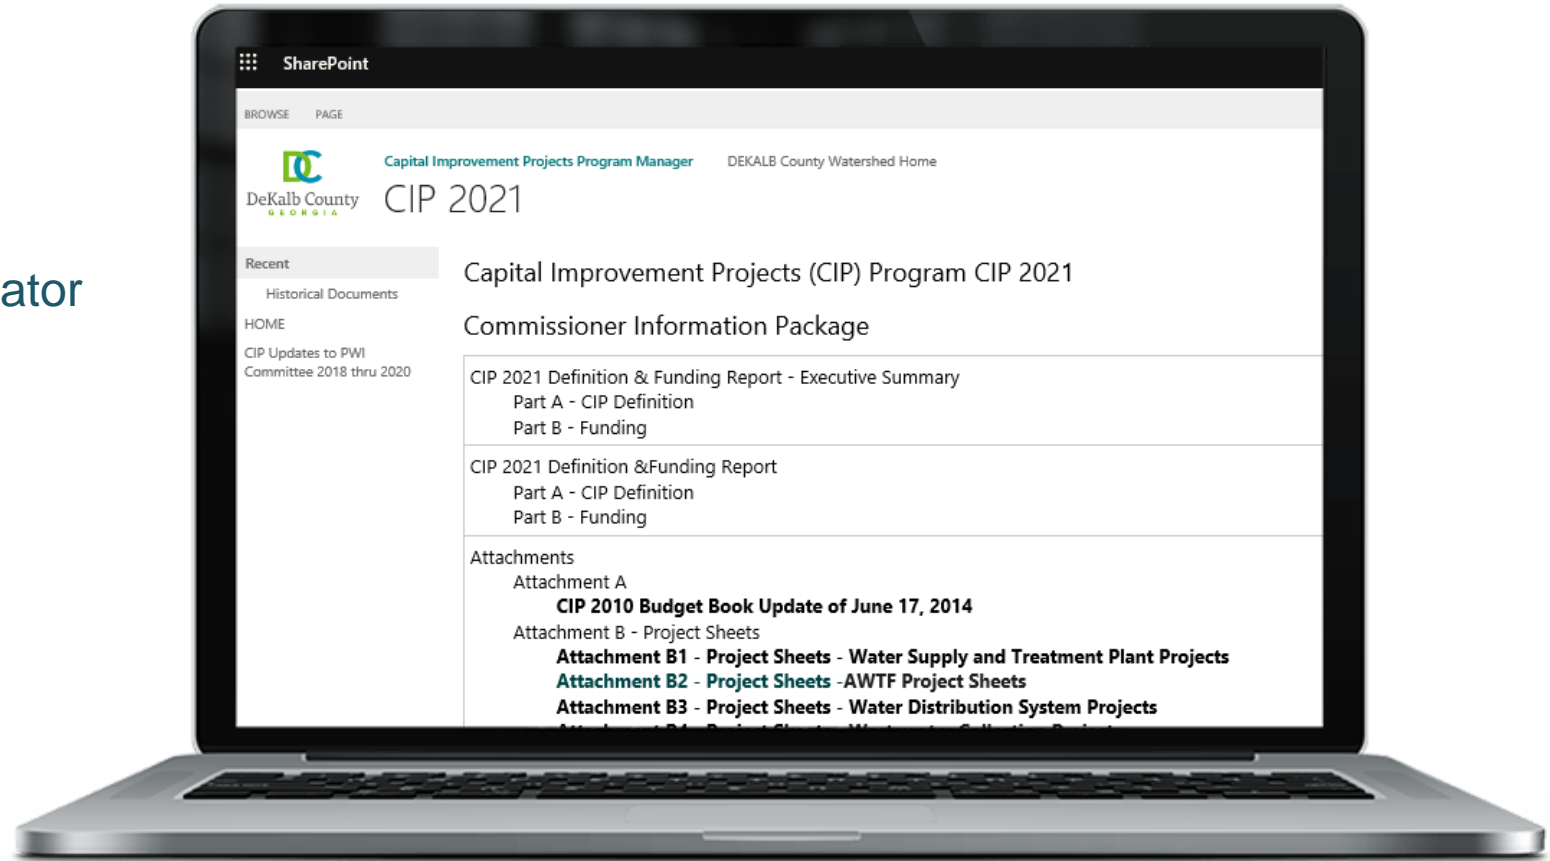 SharePoint
BROWSE PAGE
DC
DeKalb County
GEORGIA
Capital Improvement Projects Program Manager DEKALB County Watershed Home
CIP 2021
ator
Recent
Historical Documents
HOME
CIP Updates to PWI
Committee 2018 thru 2020
Capital Improvement Projects (CIP) Program CIP 2021
Commissioner Information Package
CIP 2021 Definition & Funding Report - Executive Summary
Part A - CIP Definition
Part B - Funding
CIP 2021 Definition &Funding Report
Part A - CIP Definition
Part B - Funding
Attachments
Attachment A
CIP 2010 Budget Book Update of June 17, 2014
Attachment B - Project Sheets
Attachment B1 - Project Sheets - Water Supply and Treatment Plant Projects
Attachment B2 - Project Sheets -AWTF Project Sheets
Attachment B3 - Project Sheets - Water Distribution System Projects